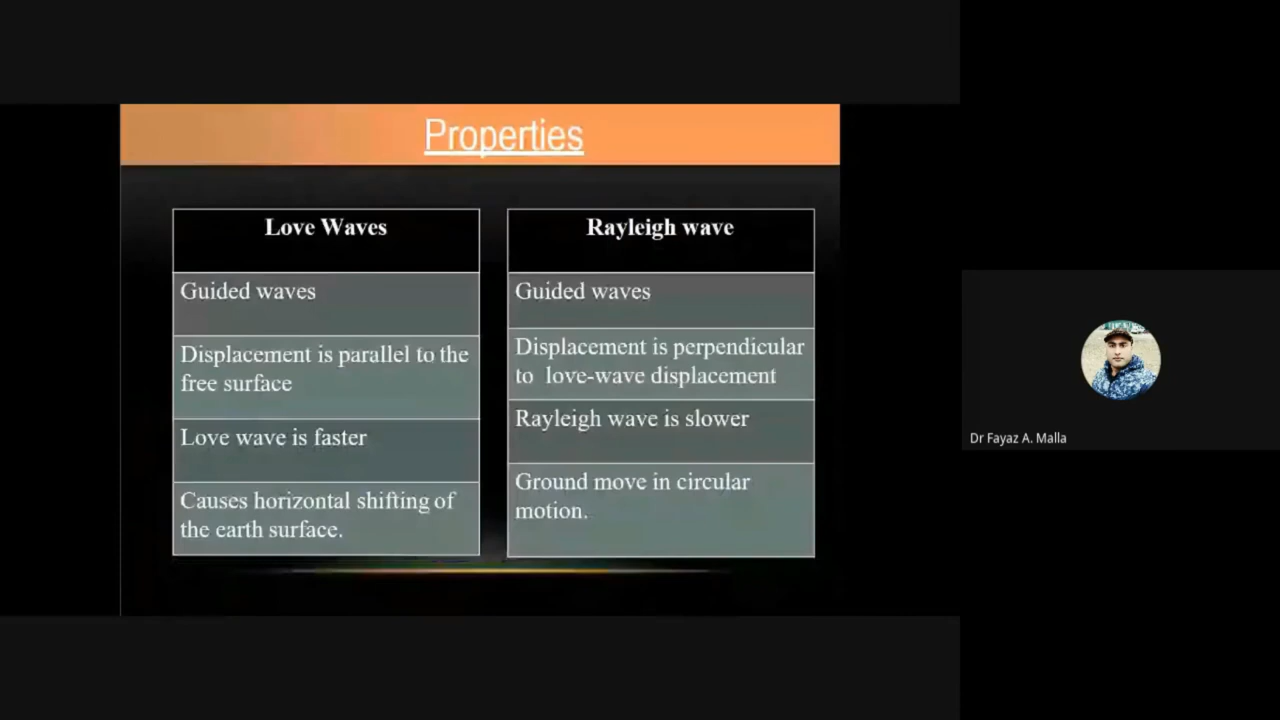 Properties
Love Waves
Guided waves
Displacement is parallel to the
free surface
Love wave is faster
Causes horizontal shifting of
the earth surface.
Rayleigh wave
Guided waves
Displacement is perpendicular
to love-wave displacement
Rayleigh wave is slower
Ground move in circular
motion.
Dr Fayaz A. Malla